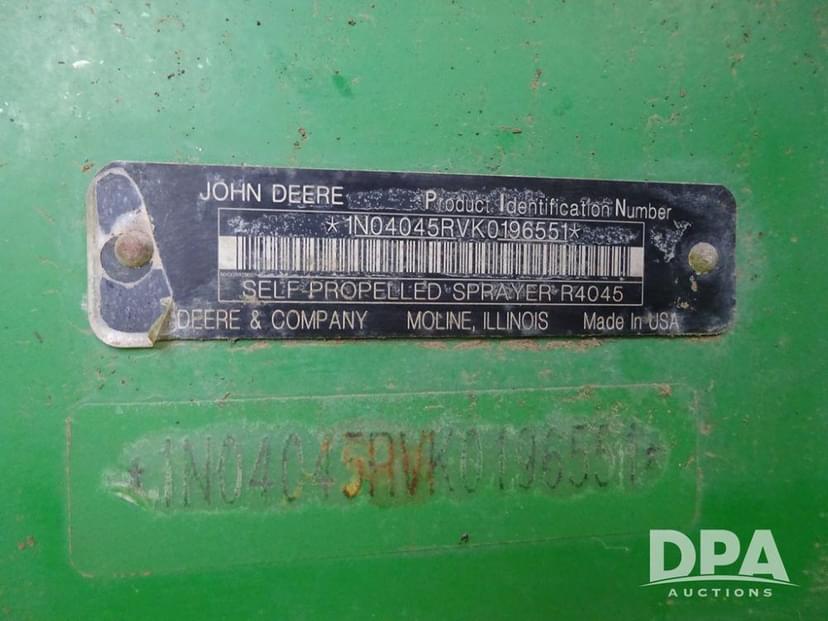 JOHN DEERE Product Identification Number
*1N04045RVK0196551*
SELF PROPELLED SPRAYER R4045
DEERE & COMPANY MOLINE, ILLINOIS Made In USA
*1N04045RVK0196551*
DPA
AUCTIONS